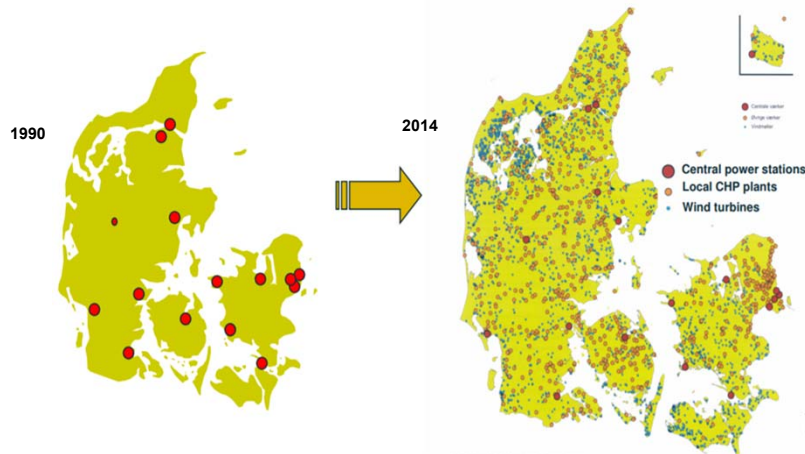 1990
2014
Centrale værker
Øvrige værker
Vindmøller
Central power stations
Local CHP plants
Wind turbines